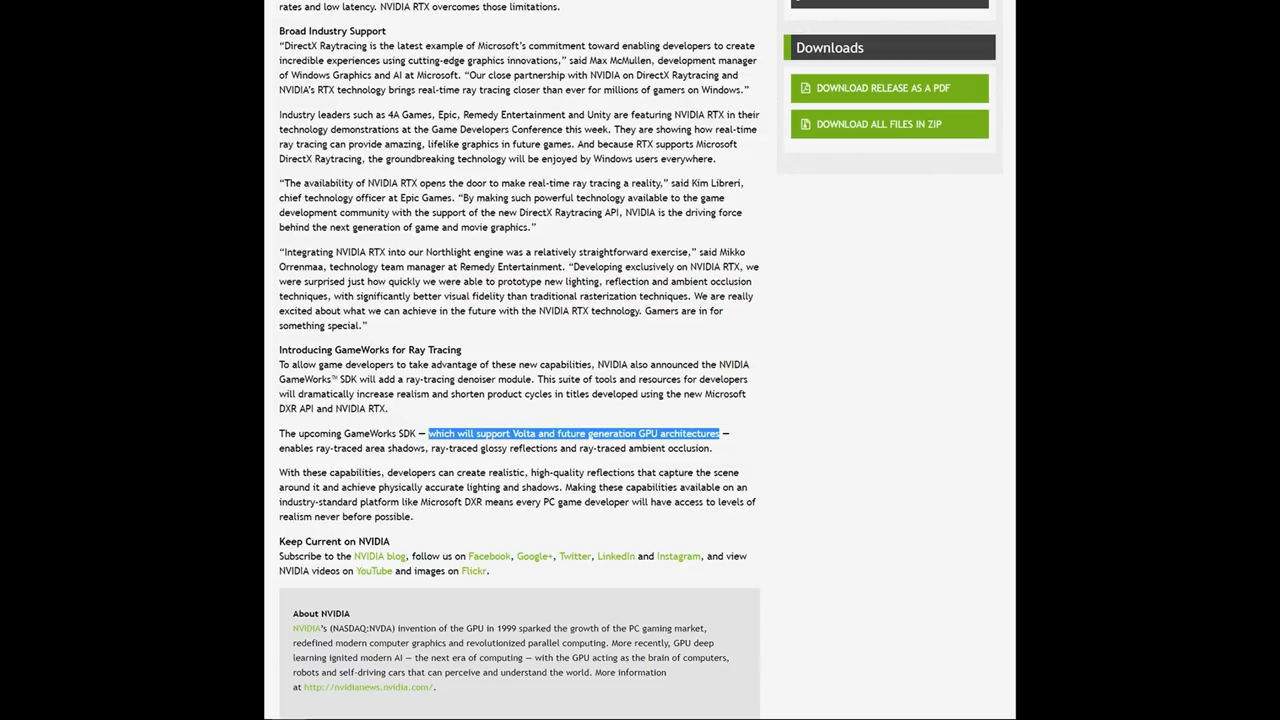 rates and low latency. NVIDIA RTX overcomes those limitations.
Broad Industry Support
“DirectX Raytracing is the latest example of Microsoft’s commitment toward enabling developers to create
incredible experiences using cutting-edge graphics innovations,” said Max McMullen, development manager
of Windows Graphics and AI at Microsoft. “Our close partnership with NVIDIA on DirectX Raytracing and
NVIDIA’s RTX technology brings real-time ray tracing closer than ever for millions of gamers on Windows.”
Industry leaders such as 4A Games, Epic, Remedy Entertainment and Unity are featuring NVIDIA RTX in their
technology demonstrations at the Game Developers Conference this week. They are showing how real-time
ray tracing can provide amazing, lifelike graphics in future games. And because RTX supports Microsoft
DirectX Raytracing, the groundbreaking technology will be enjoyed by Windows users everywhere.
“The availability of NVIDIA RTX opens the door to make real-time ray tracing a reality,” said Kim Libreri,
chief technology officer at Epic Games. “By making such powerful technology available to the game
development community with the support of the new DirectX Raytracing API, NVIDIA is the driving force
behind the next generation of game and movie graphics.”
“Integrating NVIDIA RTX into our Northlight engine was a relatively straightforward exercise,” said Mikko
Orrenmaa, technology team manager at Remedy Entertainment. “Developing exclusively on NVIDIA RTX, we
were surprised just how quickly we were able to prototype new lighting, reflection and ambient occlusion
techniques, with significantly better visual fidelity than traditional rasterization techniques. We are really
excited about what we can achieve in the future with the NVIDIA RTX technology. Gamers are in for
something special.”
Introducing GameWorks for Ray Tracing
To allow game developers to take advantage of these new capabilities, NVIDIA also announced the NVIDIA
GameWorks™ SDK will add a ray-tracing denoiser module. This suite of tools and resources for developers
will dramatically increase realism and shorten product cycles in titles developed using the new Microsoft
DXR API and NVIDIA RTX.
The upcoming GameWorks SDK — which will support Volta and future generation GPU architectures —
enables ray-traced area shadows, ray-traced glossy reflections and ray-traced ambient occlusion.
With these capabilities, developers can create realistic, high-quality reflections that capture the scene
around it and achieve physically accurate lighting and shadows. Making these capabilities available on an
industry-standard platform like Microsoft DXR means every PC game developer will have access to levels of
realism never before possible.
Keep Current on NVIDIA
Subscribe to the NVIDIA blog, follow us on Facebook, Google+, Twitter, LinkedIn and Instagram, and view
NVIDIA videos on YouTube and images on Flickr.
About NVIDIA
NVIDIA’s (NASDAQ:NVDA) invention of the GPU in 1999 sparked the growth of the PC gaming market,
redefined modern computer graphics and revolutionized parallel computing. More recently, GPU deep
learning ignited modern AI — the next era of computing — with the GPU acting as the brain of computers,
robots and self-driving cars that can perceive and understand the world. More information
at http://nvidianews.nvidia.com/.
Downloads
DOWNLOAD RELEASE AS A PDF
DOWNLOAD ALL FILES IN ZIP